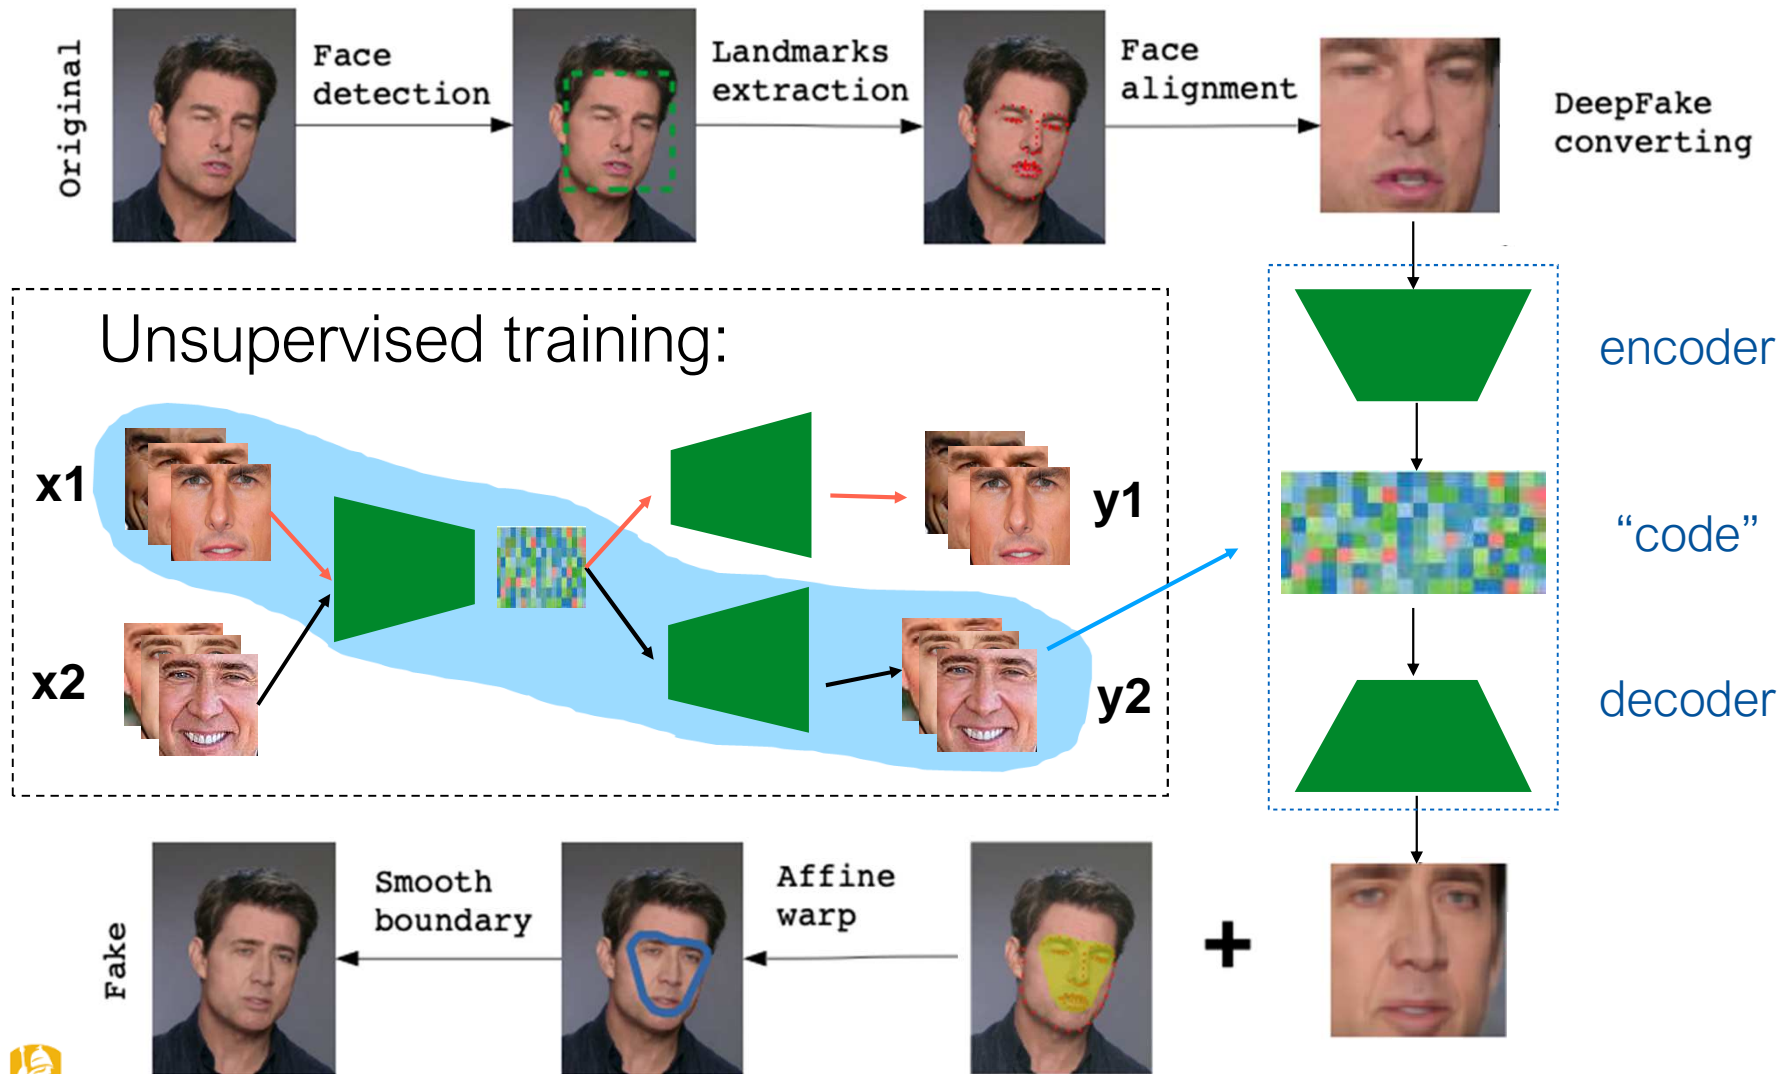 Original
Face
detection
Landmarks
extraction
Face
alignment
DeepFake
converting
Unsupervised training:
x1
y1
x2
y2
encoder
“code”
decoder
Fake
Smooth
boundary
Affine
warp
+